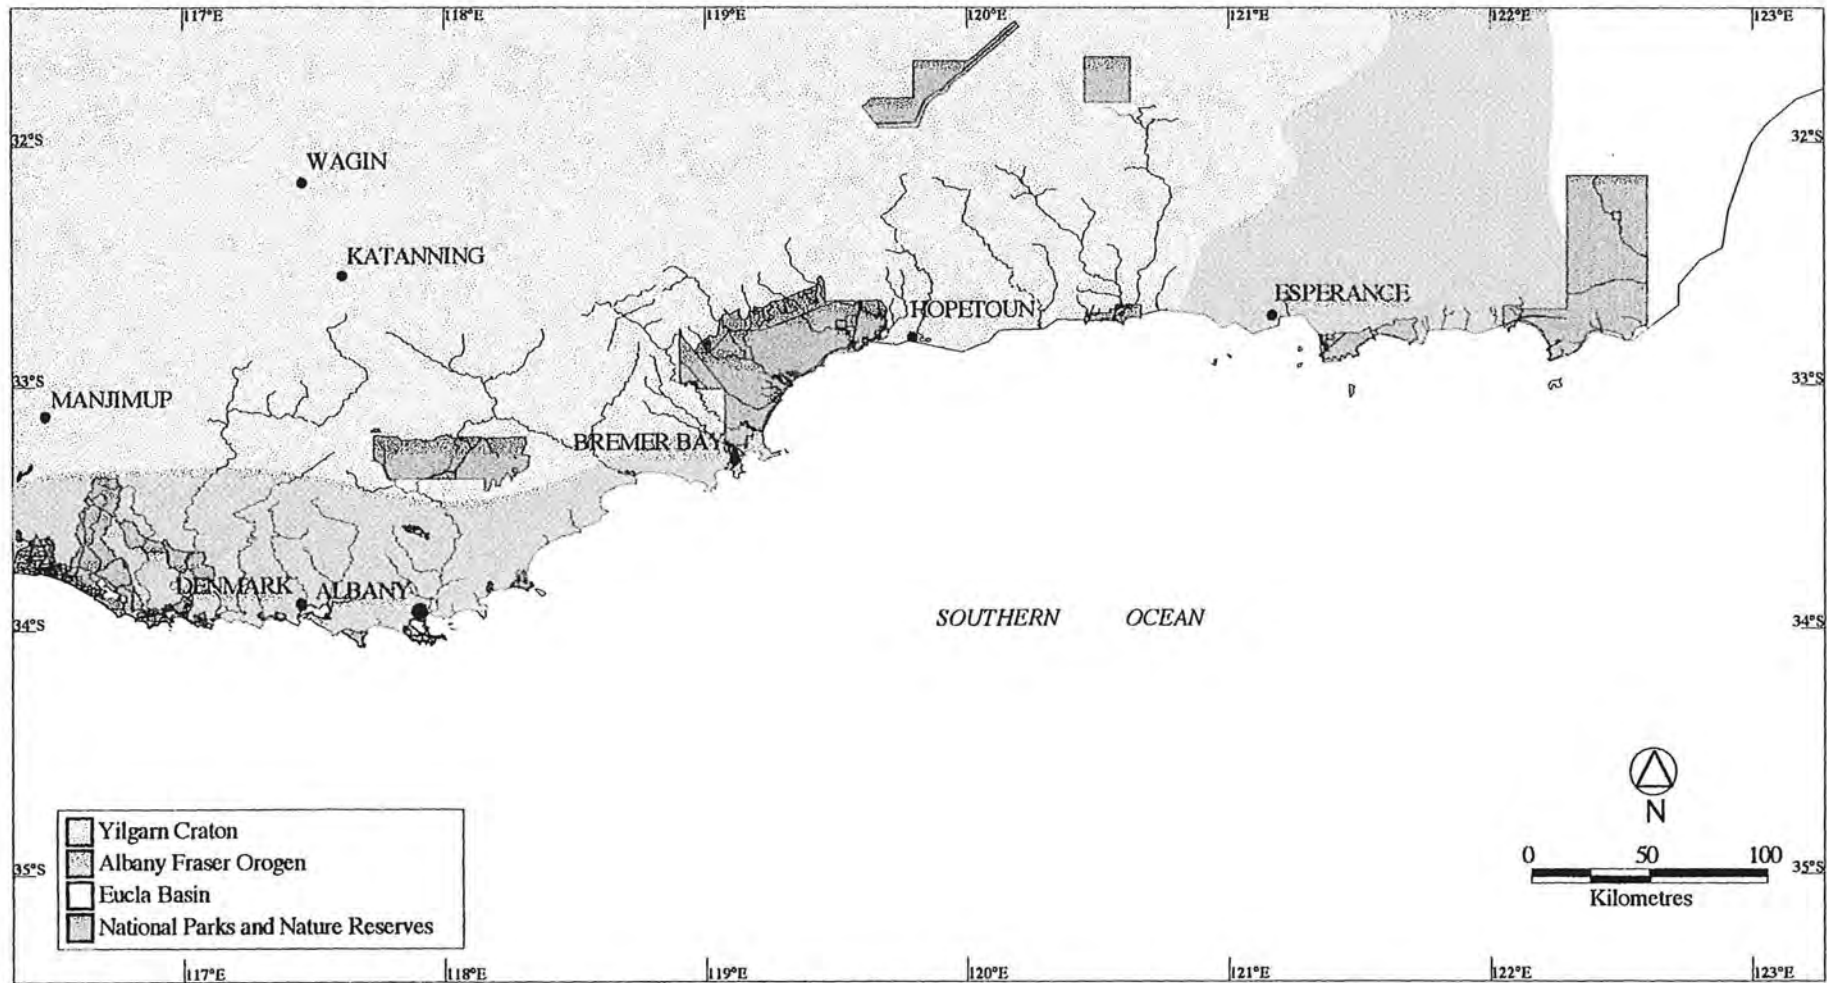 117°E 118°E 119°E 120°E 121°E 122°E 123°E
32°S 32°S
WAGIN
KATANNING
HOPETOUN
ESPERANCE
33°S 33°S
MANJIMUP
BREMER BAY
DENMARK
ALBANY
SOUTHERN OCEAN
34°S 34°S
N
Yilgarn Craton
Albany Fraser Orogen
Eucla Basin
National Parks and Nature Reserves
0 50 100
Kilometres
35°S 35°S
117°E 118°E 119°E 120°E 121°E 122°E 123°E